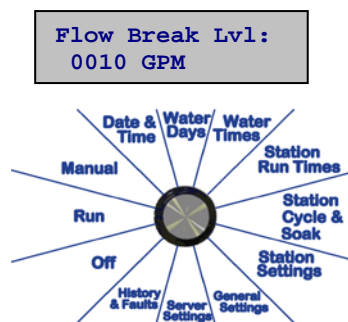 Flow Break Lvl:
0010 GPM
Date &
Time
Water
Days
Water
Times
Station
Run Times
Station
Cycle &
Soak
Station
Settings
General
Settings
Server
Settings
History
& Faults
Off
Run
Manual